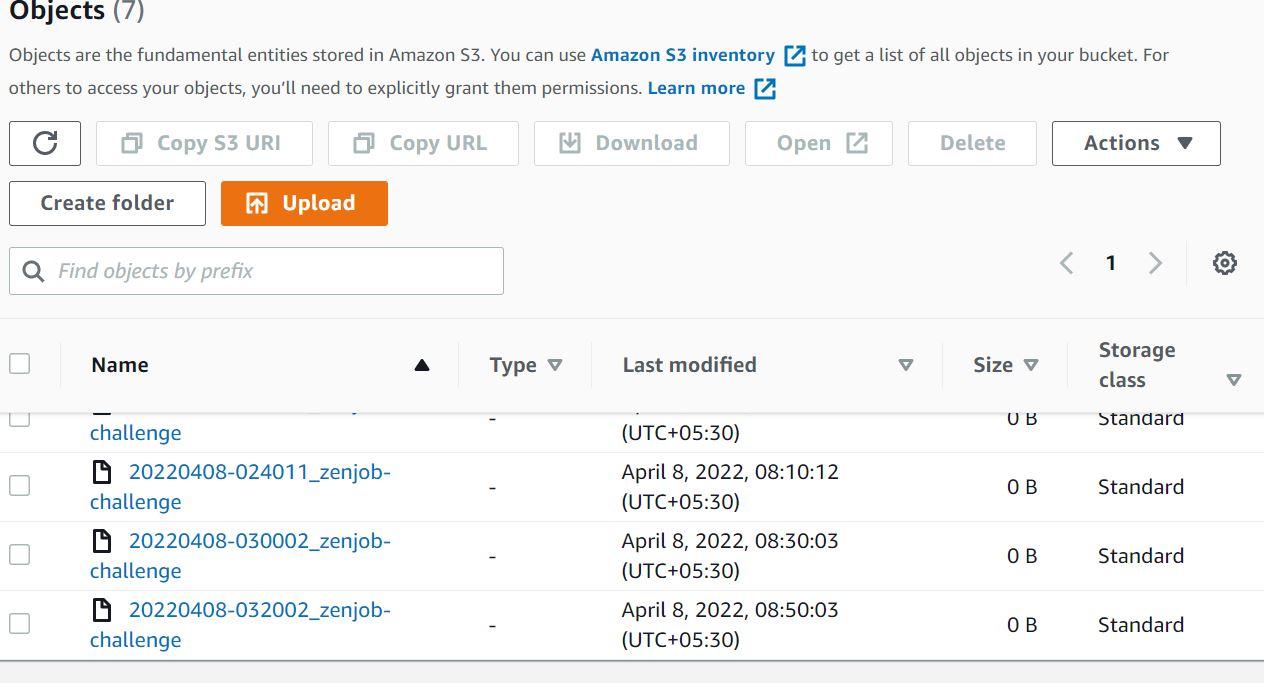 Objects (7)
Objects are the fundamental entities stored in Amazon S3. You can use Amazon S3 inventory to get a list of all objects in your bucket. For
others to access your objects, you’ll need to explicitly grant them permissions. Learn more
Copy S3 URI
Copy URL
Download
Open
Delete
Actions
Create folder
Upload
Find objects by prefix
1
Name
Type
Last modified
Size
Storage
class
challenge
-
(UTC+05:30)
0 B
Standard
20220408-024011_zenjob-
challenge
-
April 8, 2022, 08:10:12
(UTC+05:30)
0 B
Standard
20220408-030002_zenjob-
challenge
-
April 8, 2022, 08:30:03
(UTC+05:30)
0 B
Standard
20220408-032002_zenjob-
challenge
-
April 8, 2022, 08:50:03
(UTC+05:30)
0 B
Standard